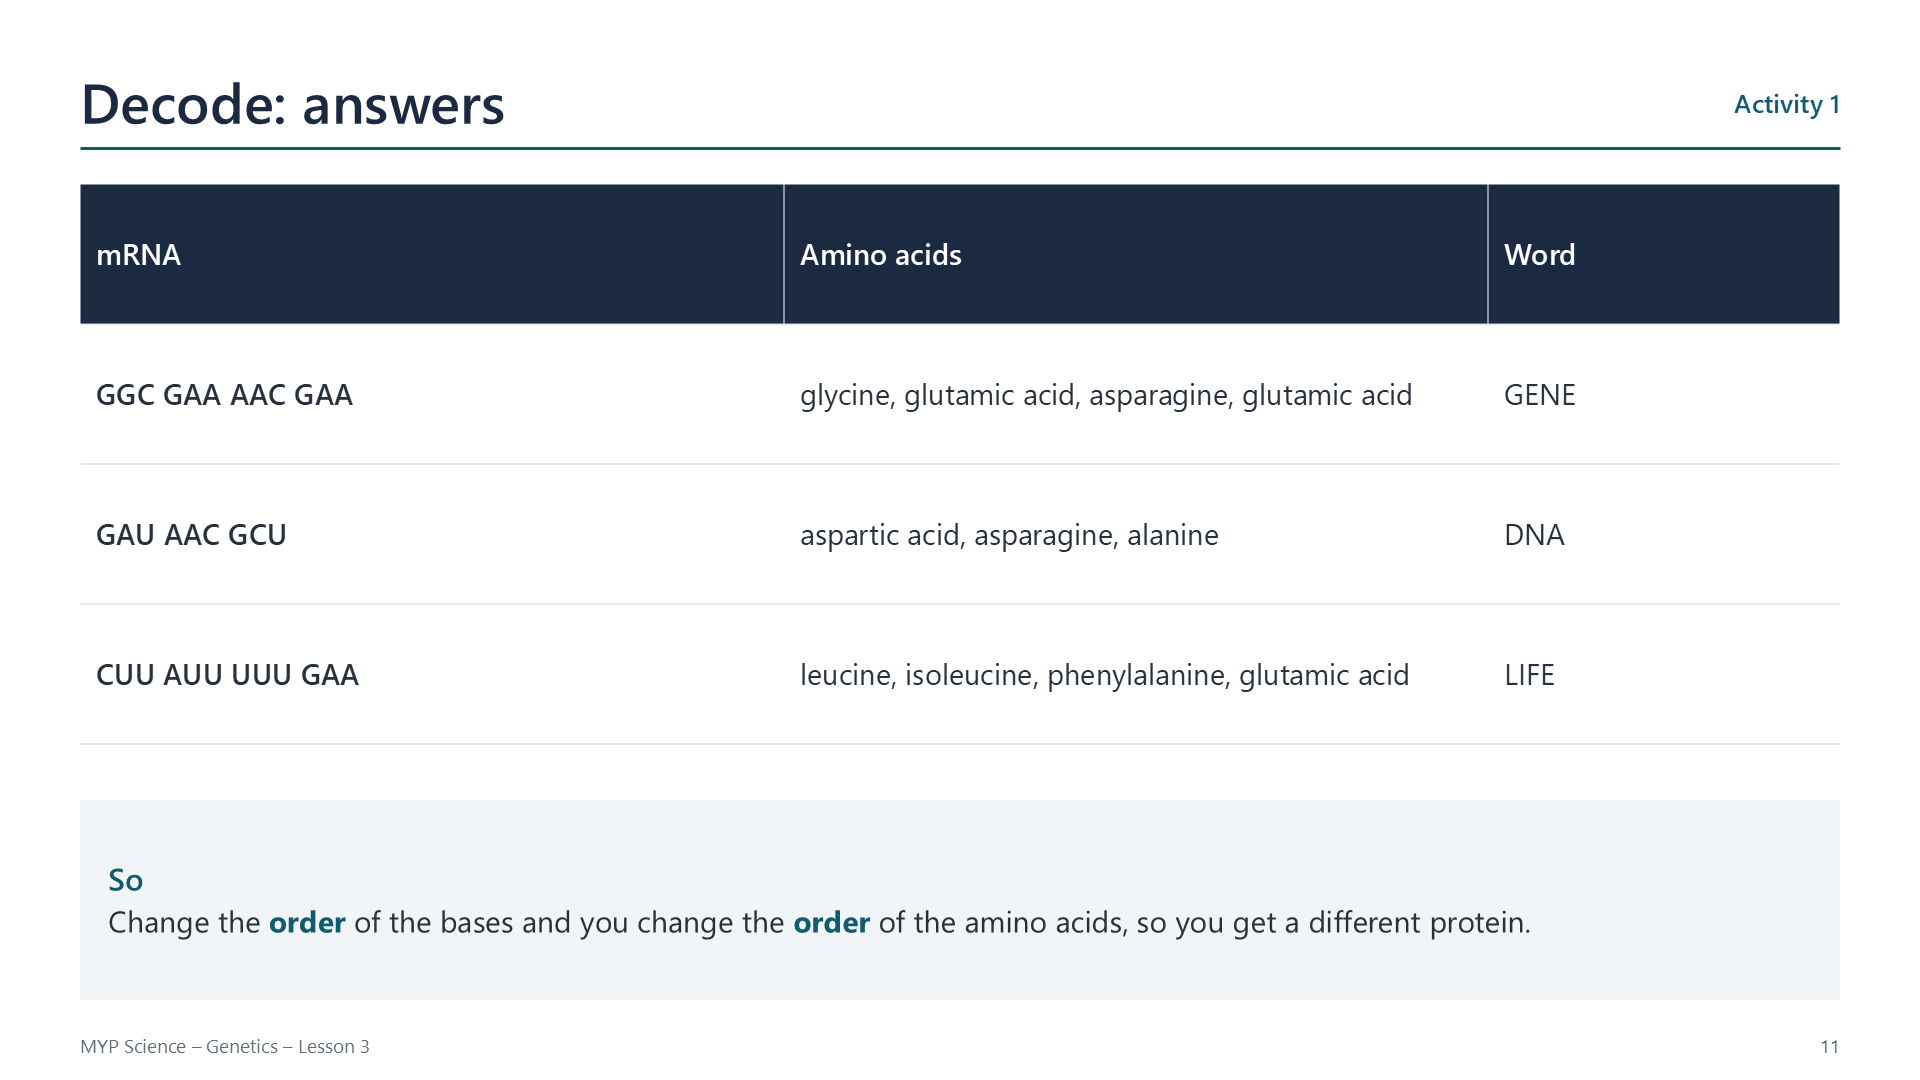 Decode: answers
Activity 1
mRNA
Amino acids
Word
GGC GAA AAC GAA
glycine, glutamic acid, asparagine, glutamic acid
GENE
GAU AAC GCU
aspartic acid, asparagine, alanine
DNA
CUU AUU UUU GAA
leucine, isoleucine, phenylalanine, glutamic acid
LIFE
So
Change the order of the bases and you change the order of the amino acids, so you get a different protein.
MYP Science – Genetics – Lesson 3
11